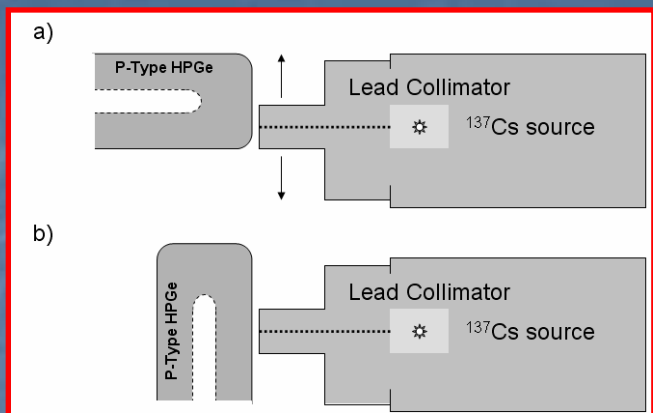 a)
P-Type HPGe
Lead Collimator
¹³⁷Cs source
b)
P-Type HPGe
Lead Collimator
¹³⁷Cs source